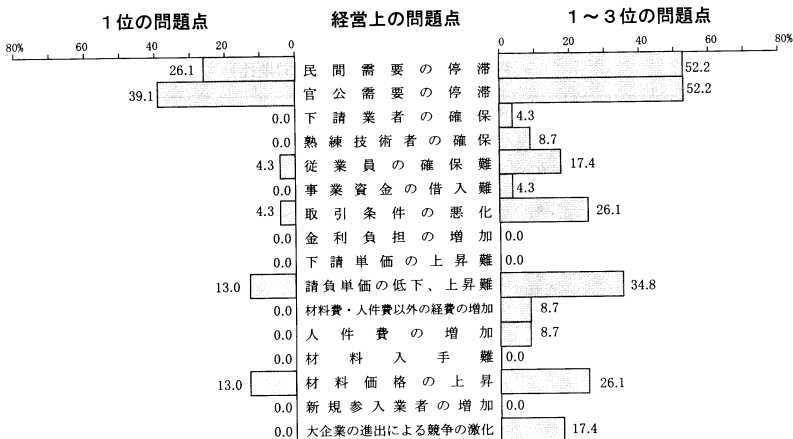 １位の問題点 経営上の問題点 １～３位の問題点
80% 60 40 20 0 0 20 40 60 80%
26.1 民間需要の停滞 52.2
39.1 官公需要の停滞 52.2
0.0 下請業者の確保 4.3
0.0 熟練技術者の確保 8.7
4.3 従業員の確保難 17.4
0.0 事業資金の借入難 4.3
4.3 取引条件の悪化 26.1
0.0 金利負担の増加 0.0
0.0 下請単価の上昇難 0.0
13.0 請負単価の低下、上昇難 34.8
0.0 材料費・人件費以外の経費の増加 8.7
0.0 人件費の増加 8.7
0.0 材料入手難 0.0
13.0 材料価格の上昇 26.1
0.0 新規参入業者の増加 0.0
0.0 大企業の進出による競争の激化 17.4